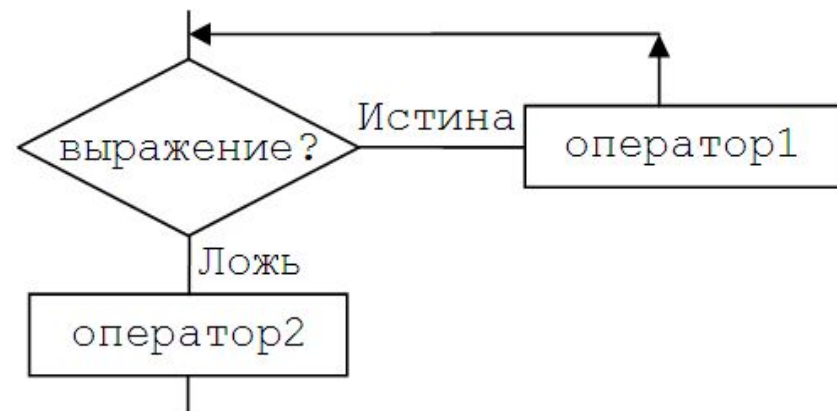 Истина
выражение?
оператор1
Ложь
оператор2